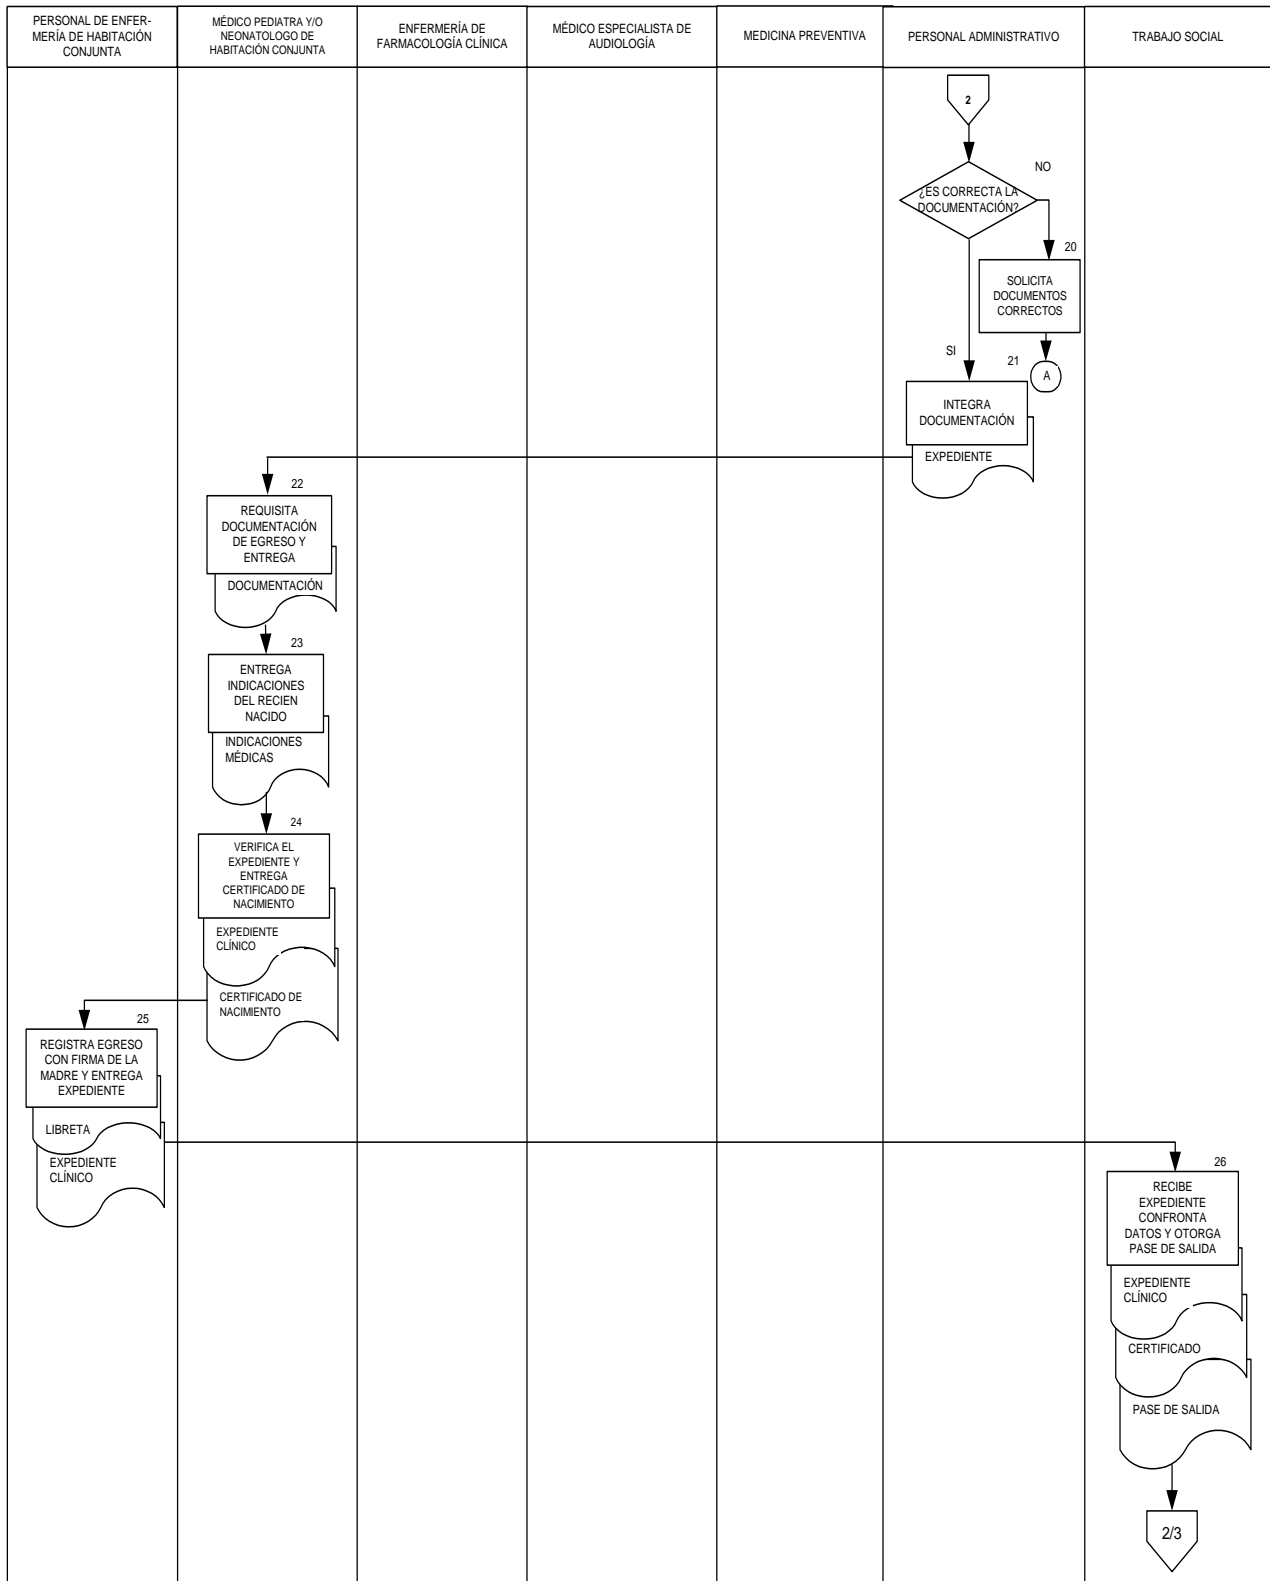 PERSONAL DE ENFER-
MERÍA DE HABITACIÓN
CONJUNTA
MÉDICO PEDIATRA Y/O
NEONATOLOGO DE
HABITACIÓN CONJUNTA
ENFERMERÍA DE
FARMACOLOGÍA CLÍNICA
MÉDICO ESPECIALISTA DE
AUDIOLOGÍA
MEDICINA PREVENTIVA
PERSONAL ADMINISTRATIVO
TRABAJO SOCIAL
2
¿ES CORRECTA LA
DOCUMENTACIÓN?
NO
20
SOLICITA
DOCUMENTOS
CORRECTOS
A
SI
21
INTEGRA
DOCUMENTACIÓN
EXPEDIENTE
22
REQUISITA
DOCUMENTACIÓN
DE EGRESO Y
ENTREGA
DOCUMENTACIÓN
23
ENTREGA
INDICACIONES
DEL RECIEN
NACIDO
INDICACIONES
MÉDICAS
24
VERIFICA EL
EXPEDIENTE Y
ENTREGA
CERTIFICADO DE
NACIMIENTO
EXPEDIENTE
CLÍNICO
CERTIFICADO DE
NACIMIENTO
25
REGISTRA EGRESO
CON FIRMA DE LA
MADRE Y ENTREGA
EXPEDIENTE
LIBRETA
EXPEDIENTE
CLÍNICO
26
RECIBE
EXPEDIENTE
CONFRONTA
DATOS Y OTORGA
PASE DE SALIDA
EXPEDIENTE
CLÍNICO
CERTIFICADO
PASE DE SALIDA
2/3